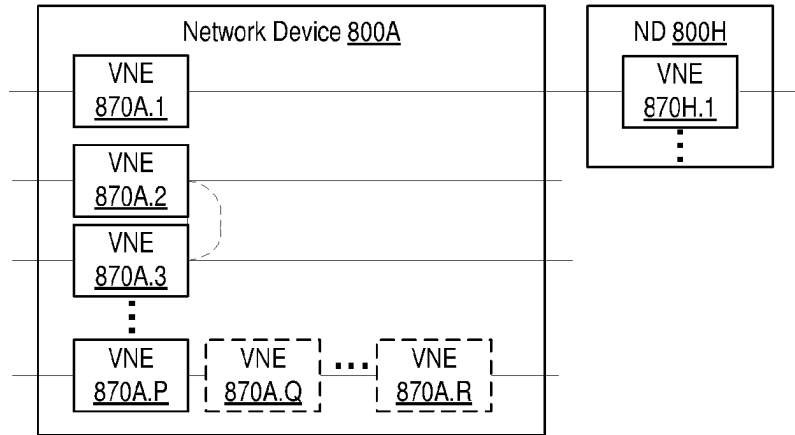 Network Device 800A
ND 800H
VNE
870A.1
VNE
870H.1
VNE
870A.2
VNE
870A.3
VNE
870A.P
VNE
870A.Q
VNE
870A.R